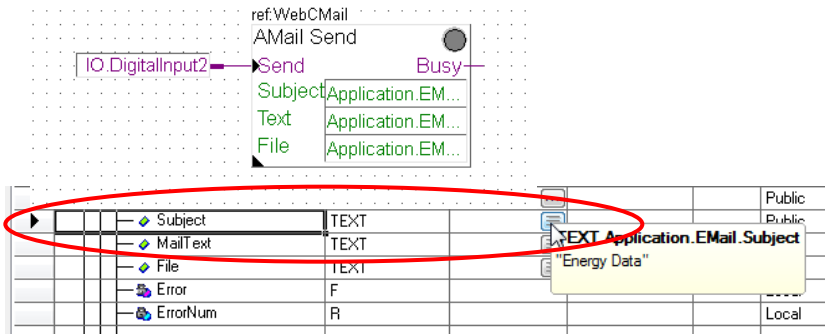 ref:WebCMail
AMail Send
IO.DigitalInput2
Send Busy
Subject Application.EM...
Text Application.EM...
File Application.EM...
Public
Subject TEXT Public
MailText TEXT
File TEXT
TEXT Application.EMail.Subject
"Energy Data"
Error F
ErrorNum R Local